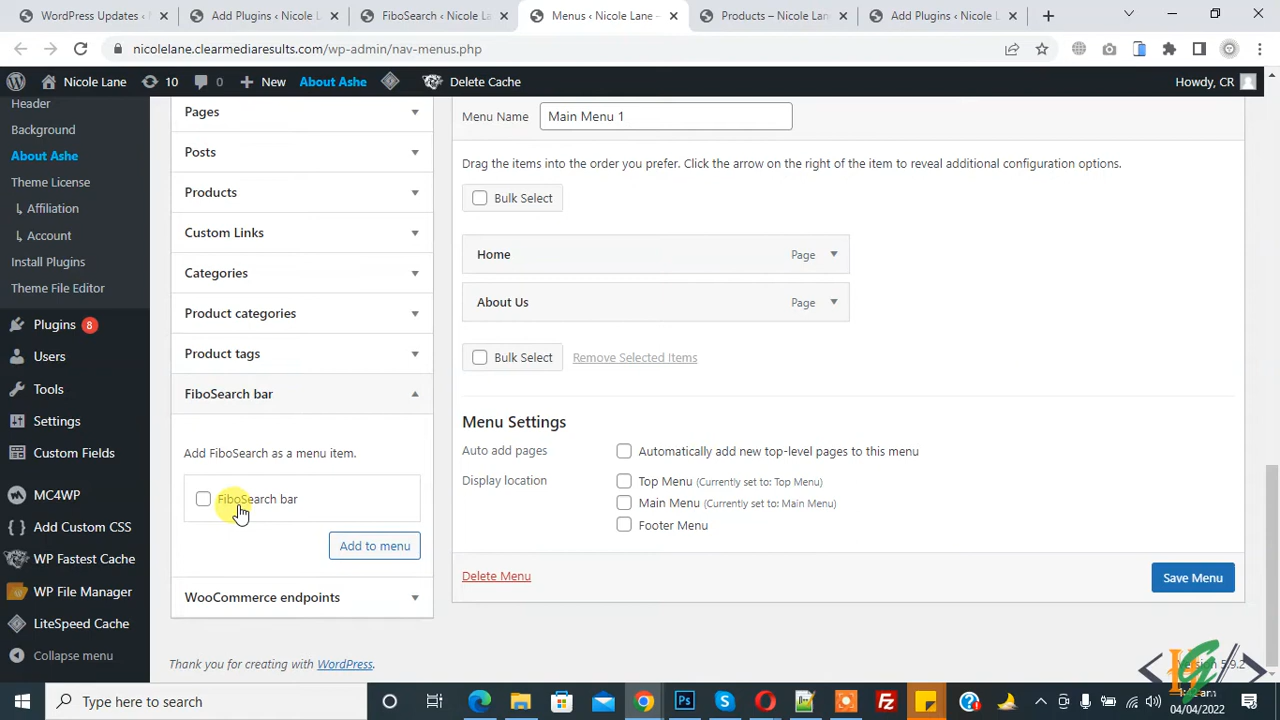 WordPress Updates ‹
Add Plugins ‹ Nicole L
FiboSearch ‹ Nicole L
Menus ‹ Nicole Lane –
Products – Nicole Lan
Add Plugins ‹ Nicole L
nicolelane.clearmediaresults.com/wp-admin/nav-menus.php
Nicole Lane
10
0
New
About Ashe
Delete Cache
Howdy, CR
Header
Background
About Ashe
Theme License
Affiliation
Account
Install Plugins
Theme File Editor
Plugins 8
Users
Tools
Settings
Custom Fields
MC4WP
Add Custom CSS
WP Fastest Cache
WP File Manager
LiteSpeed Cache
Collapse menu
Pages
Posts
Products
Custom Links
Categories
Product categories
Product tags
FiboSearch bar
Add FiboSearch as a menu item.
FiboSearch bar
Add to menu
WooCommerce endpoints
Menu Name Main Menu 1
Drag the items into the order you prefer. Click the arrow on the right of the item to reveal additional configuration options.
Bulk Select
Home Page
About Us Page
Bulk Select Remove Selected Items
Menu Settings
Auto add pages Automatically add new top-level pages to this menu
Display location Top Menu (Currently set to: Top Menu)
Main Menu (Currently set to: Main Menu)
Footer Menu
Delete Menu
Save Menu
Thank you for creating with WordPress.
5.9.2
Type here to search
04/04/2022